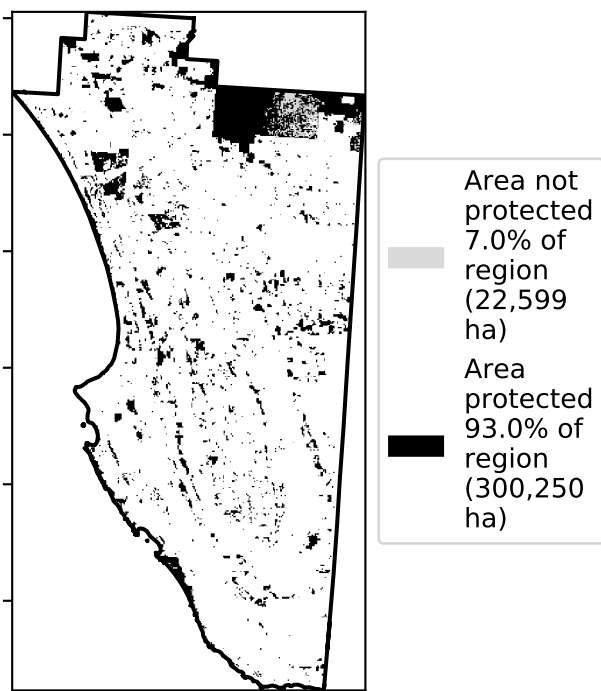 Area not
protected
7.0% of
region
(22,599
ha)
Area
protected
93.0% of
region
(300,250
ha)